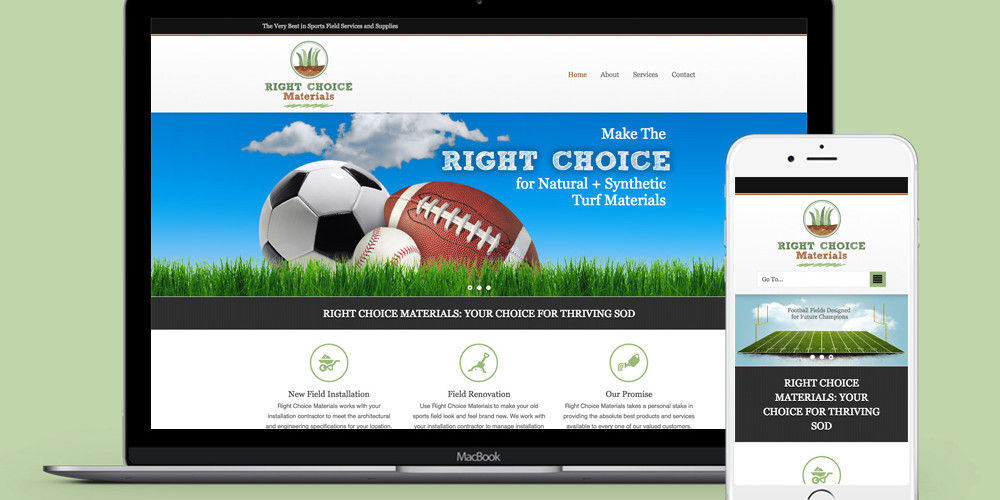 The Very Best in Sports Field Services and Supplies
RIGHT CHOICE
Materials
Home About Services Contact
Make The
RIGHT CHOICE
for Natural + Synthetic
Turf Materials
RIGHT CHOICE MATERIALS: YOUR CHOICE FOR THRIVING SOD
New Field Installation
Right Choice Materials works with your
installation contractor to meet the architectural
and engineering specifications for your location.
Field Renovation
Use Right Choice Materials to make your old
sports field look and feel brand new. We work with
your installation contractor to manage installation
Our Promise
Right Choice Materials takes a personal stake in
providing the absolute best products and services
available to every one of our valued customers.
MacBook
RIGHT CHOICE
Materials
Go To...
Football Fields Designed
for Future Champions
RIGHT CHOICE
MATERIALS: YOUR
CHOICE FOR THRIVING
SOD